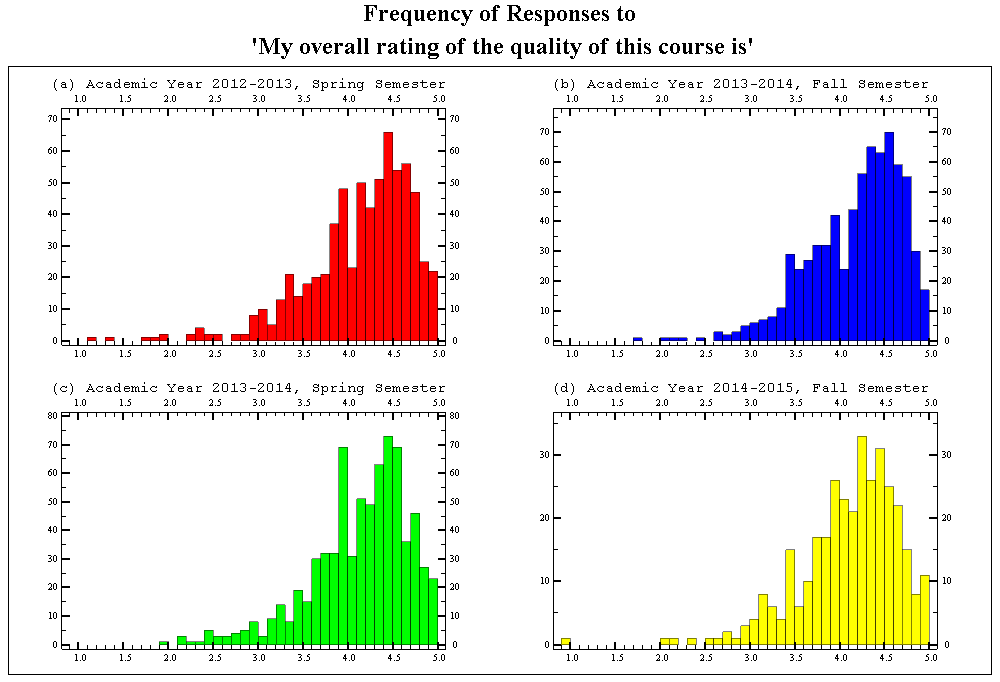 Frequency of Responses to
'My overall rating of the quality of this course is'
(a) Academic Year 2012-2013, Spring Semester
1.0 1.5 2.0 2.5 3.0 3.5 4.0 4.5 5.0
70 70
60 60
50 50
40 40
30 30
20 20
10 10
0 0
1.0 1.5 2.0 2.5 3.0 3.5 4.0 4.5 5.0
(b) Academic Year 2013-2014, Fall Semester
1.0 1.5 2.0 2.5 3.0 3.5 4.0 4.5 5.0
70 70
60 60
50 50
40 40
30 30
20 20
10 10
0 0
1.0 1.5 2.0 2.5 3.0 3.5 4.0 4.5 5.0
(c) Academic Year 2013-2014, Spring Semester
1.0 1.5 2.0 2.5 3.0 3.5 4.0 4.5 5.0
80 80
70 70
60 60
50 50
40 40
30 30
20 20
10 10
0 0
1.0 1.5 2.0 2.5 3.0 3.5 4.0 4.5 5.0
(d) Academic Year 2014-2015, Fall Semester
1.0 1.5 2.0 2.5 3.0 3.5 4.0 4.5 5.0
30 30
20 20
10 10
0 0
1.0 1.5 2.0 2.5 3.0 3.5 4.0 4.5 5.0